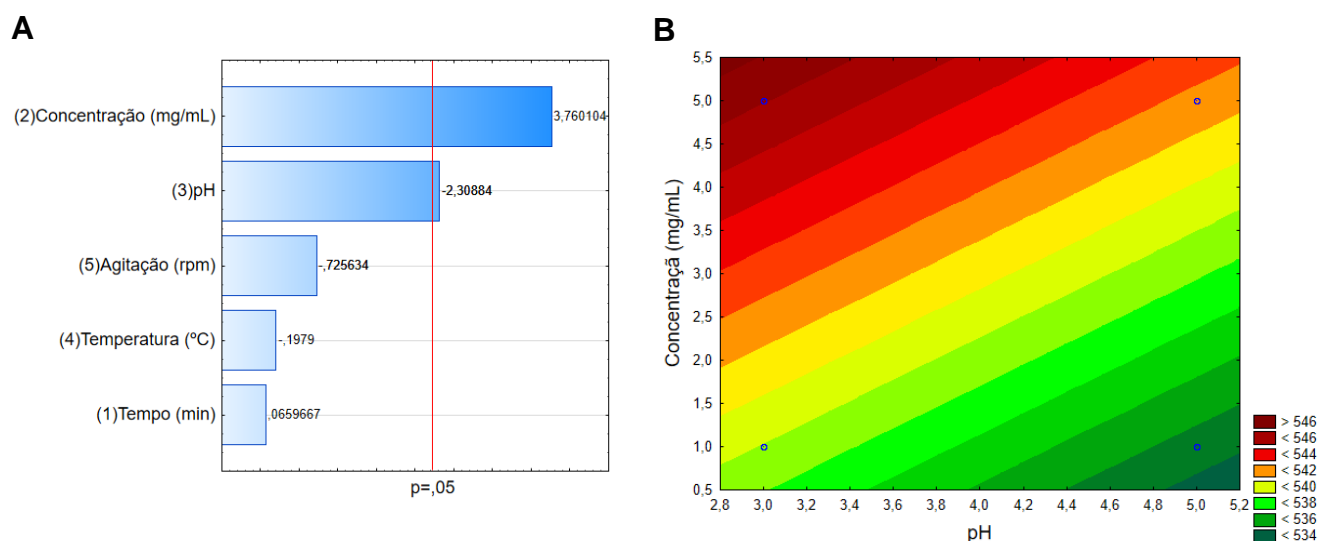 A
(2)Concentração (mg/mL)
3,760104
(3)pH
-2,30884
(5)Agitação (rpm)
-,725634
(4)Temperatura (ºC)
-,1979
(1)Tempo (min)
,0659667
p=,05
B
5,5
5,0
4,5
4,0
3,5
3,0
2,5
2,0
1,5
1,0
0,5
Concentraçã (mg/mL)
2,8 3,0 3,2 3,4 3,6 3,8 4,0 4,2 4,4 4,6 4,8 5,0 5,2
pH
> 546
< 546
< 544
< 542
< 540
< 538
< 536
< 534